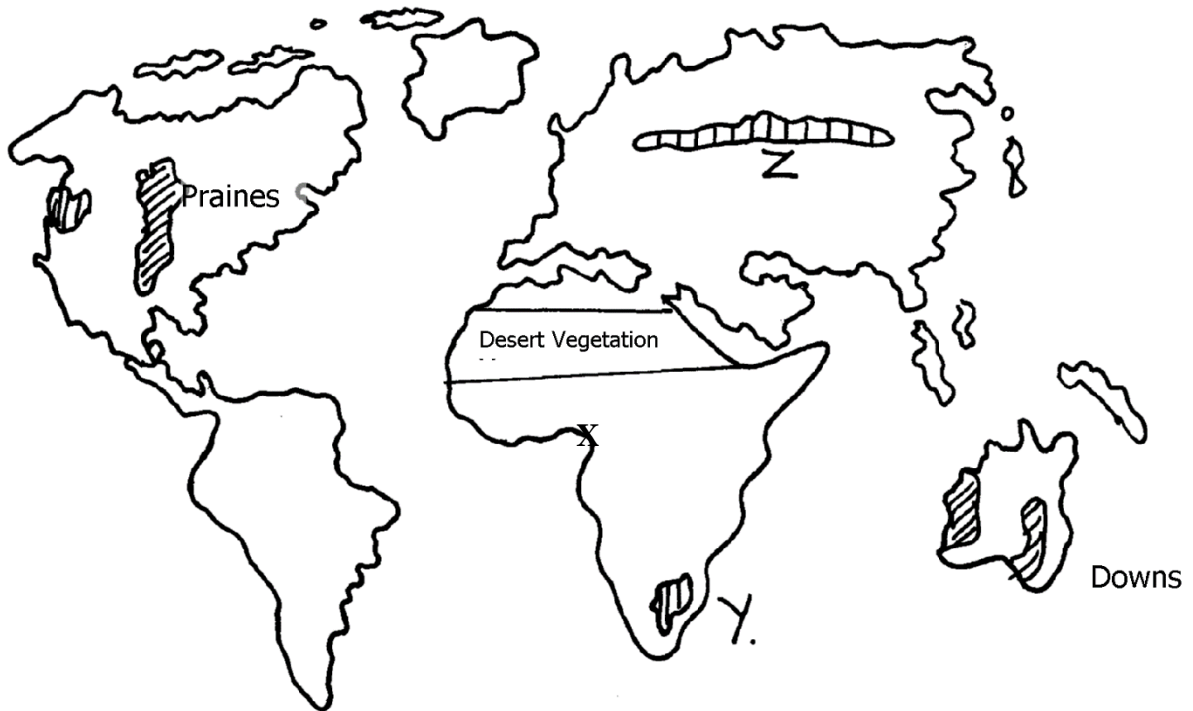 Z
Praines
Desert Vegetation
X
Downs
Y.